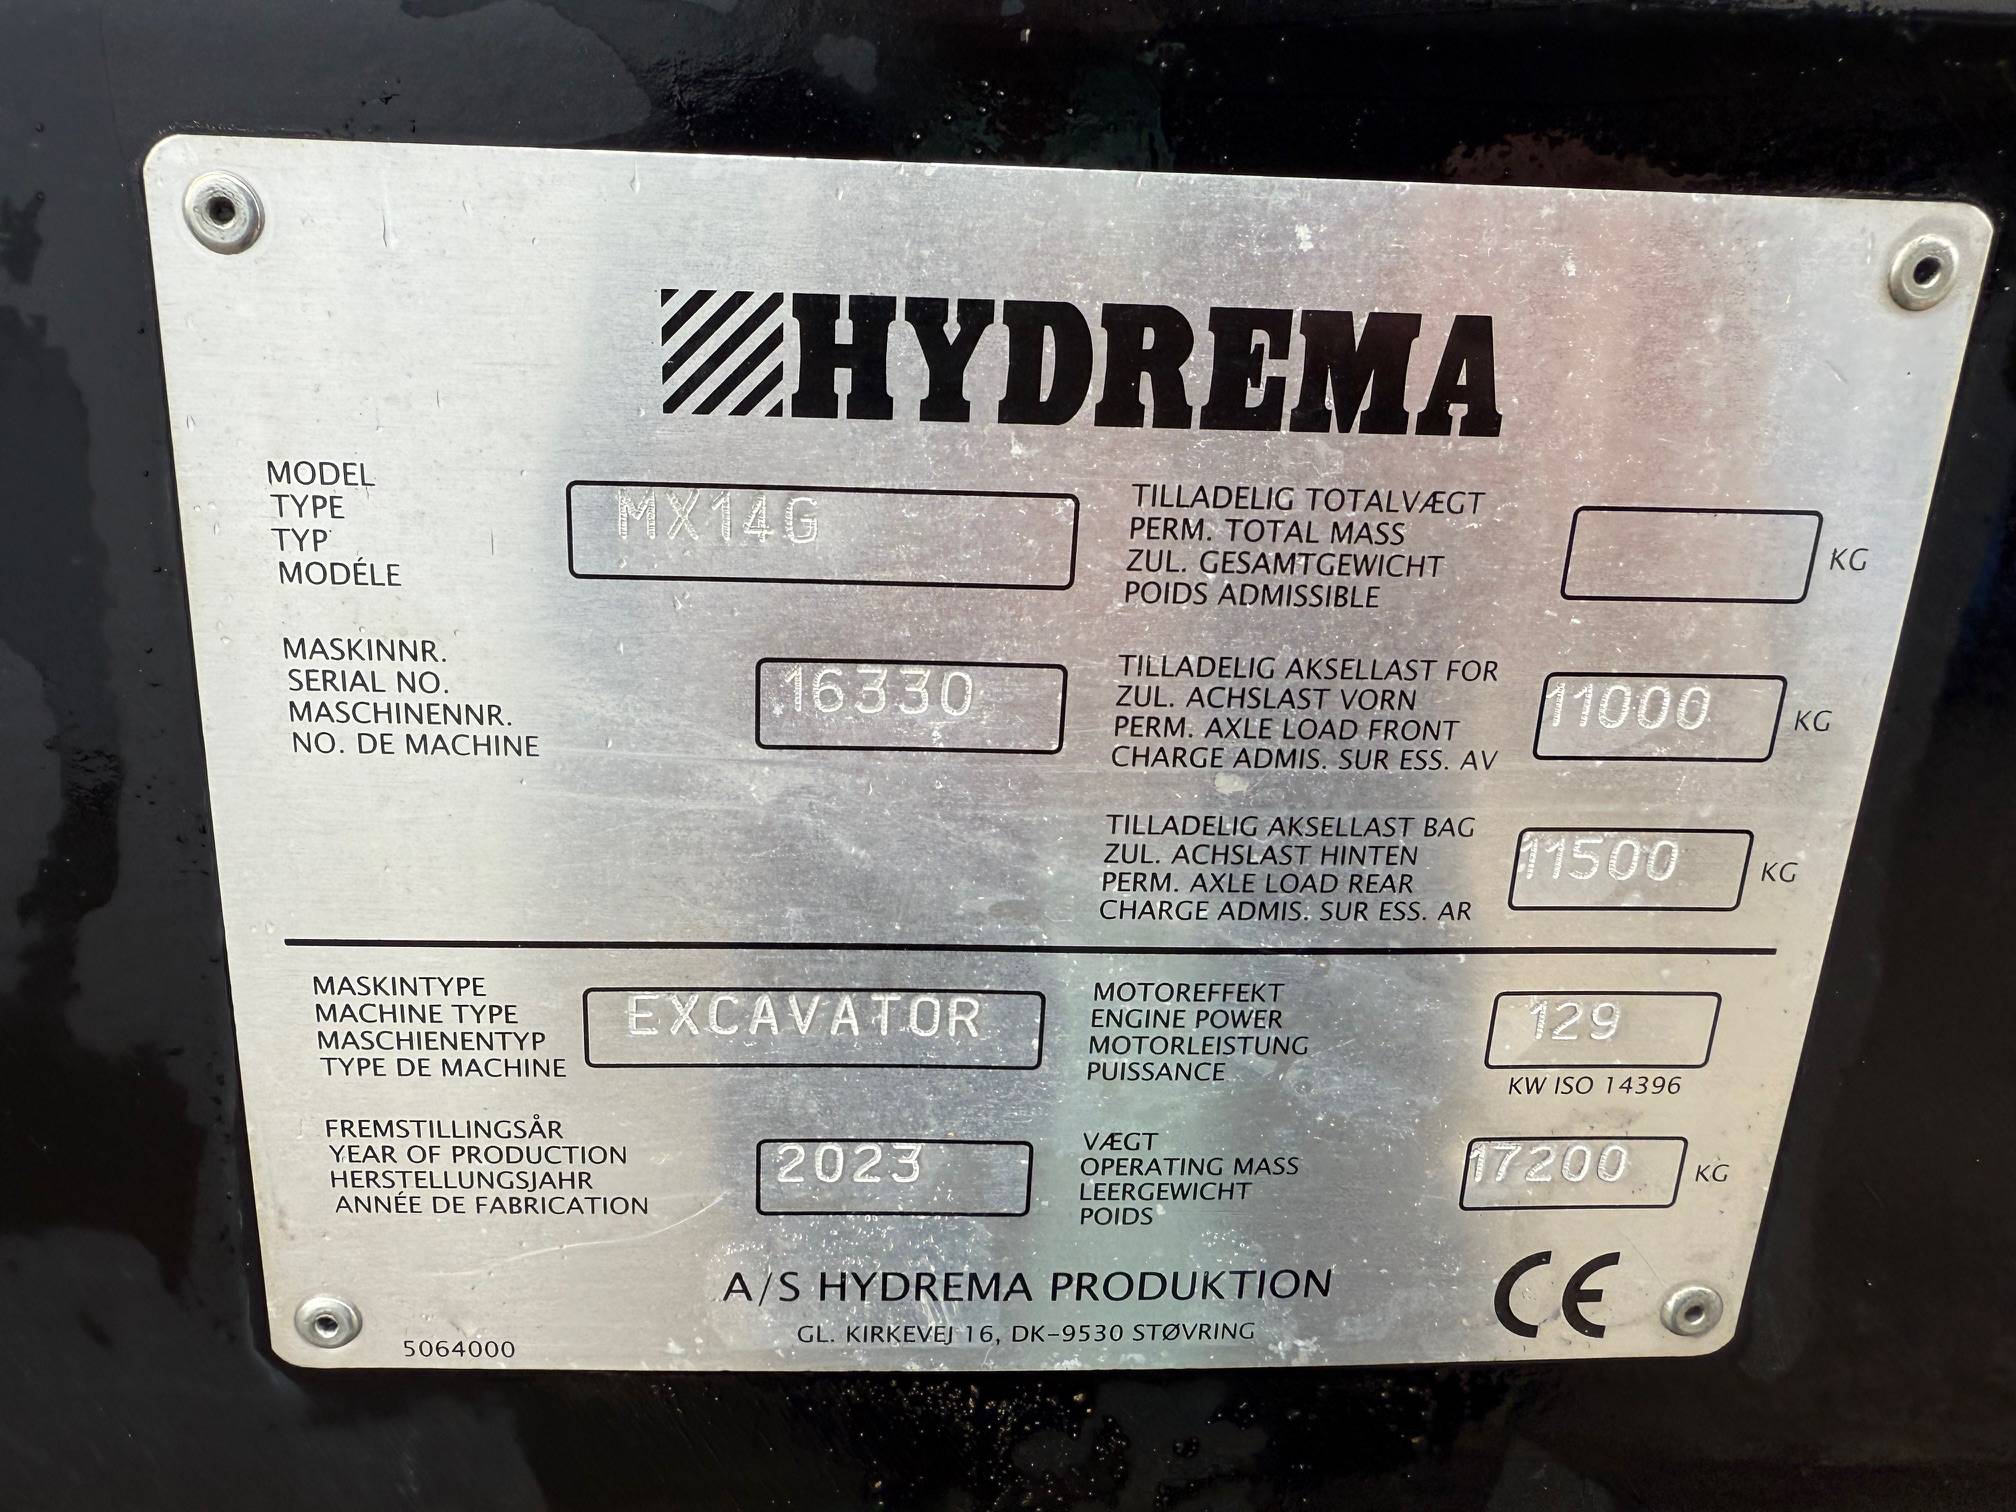 HYDREMA
MODEL
TYPE
TYP
MODÉLE
MX14G
TILLADELIG TOTALVÆGT
PERM. TOTAL MASS
ZUL. GESAMTGEWICHT
POIDS ADMISSIBLE
KG
MASKINNR.
SERIAL NO.
MASCHINENNR.
NO. DE MACHINE
16330
TILLADELIG AKSELLAST FOR
ZUL. ACHSLAST VORN
PERM. AXLE LOAD FRONT
CHARGE ADMIS. SUR ESS. AV
11000 KG
TILLADELIG AKSELLAST BAG
ZUL. ACHSLAST HINTEN
PERM. AXLE LOAD REAR
CHARGE ADMIS. SUR ESS. AR
11500 KG
MASKINTYPE
MACHINE TYPE
MASCHIENENTYP
TYPE DE MACHINE
EXCAVATOR
MOTOREFFEKT
ENGINE POWER
MOTORLEISTUNG
PUISSANCE
129
KW ISO 14396
FREMSTILLINGSÅR
YEAR OF PRODUCTION
HERSTELLUNGSJAHR
ANNÉE DE FABRICATION
2023
VÆGT
OPERATING MASS
LEERGEWICHT
POIDS
17200 KG
A/S HYDREMA PRODUKTION
GL. KIRKEVEJ 16, DK-9530 STØVRING
CE
5064000